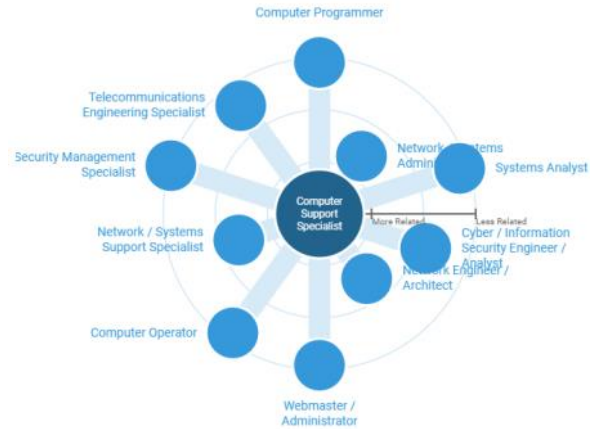 Computer Programmer
Telecommunications
Engineering Specialist
Security Management
Specialist
Network / Systems
Support Specialist
Computer Operator
Webmaster /
Administrator
Computer
Support
Specialist
Network
Systems Analyst
More Related
Less Related
Cyber / Information
Security Engineer /
Analyst
Network Engineer /
Architect